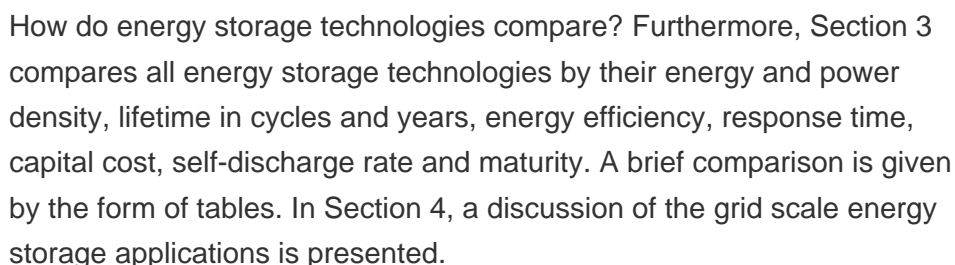 How do energy storage technologies compare? Furthermore, Section 3
compares all energy storage technologies by their energy and power
density, lifetime in cycles and years, energy efficiency, response time,
capital cost, self-discharge rate and maturity. A brief comparison is given
by the form of tables. In Section 4, a discussion of the grid scale energy
storage applications is presented.